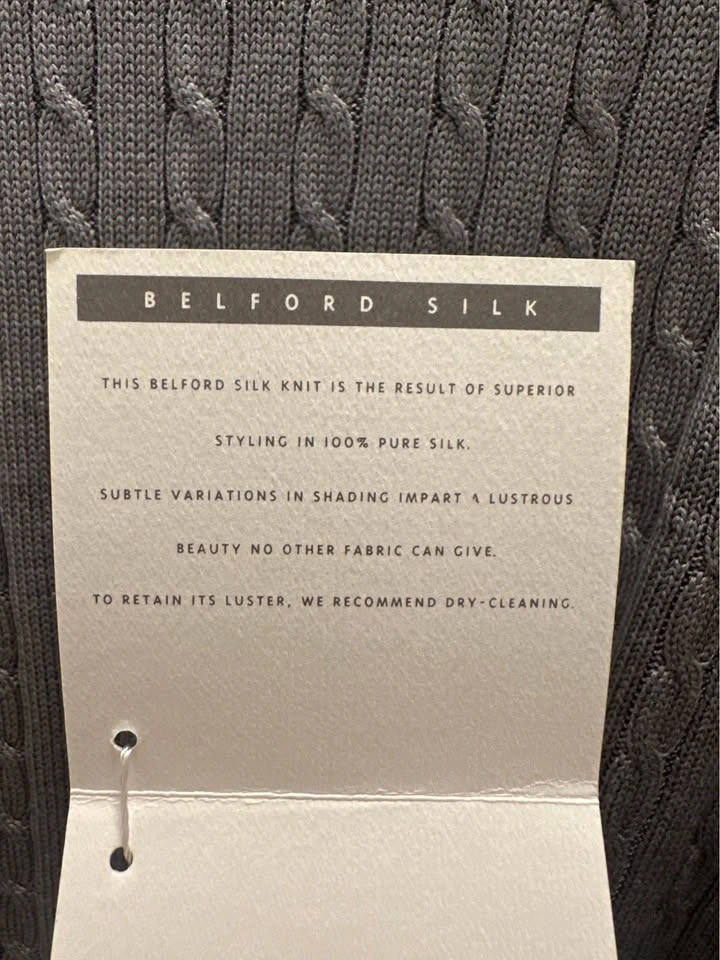 BELFORD SILK
THIS BELFORD SILK KNIT IS THE RESULT OF SUPERIOR
STYLING IN 100% PURE SILK.
SUBTLE VARIATIONS IN SHADING IMPART A LUSTROUS
BEAUTY NO OTHER FABRIC CAN GIVE.
TO RETAIN ITS LUSTER, WE RECOMMEND DRY-CLEANING.